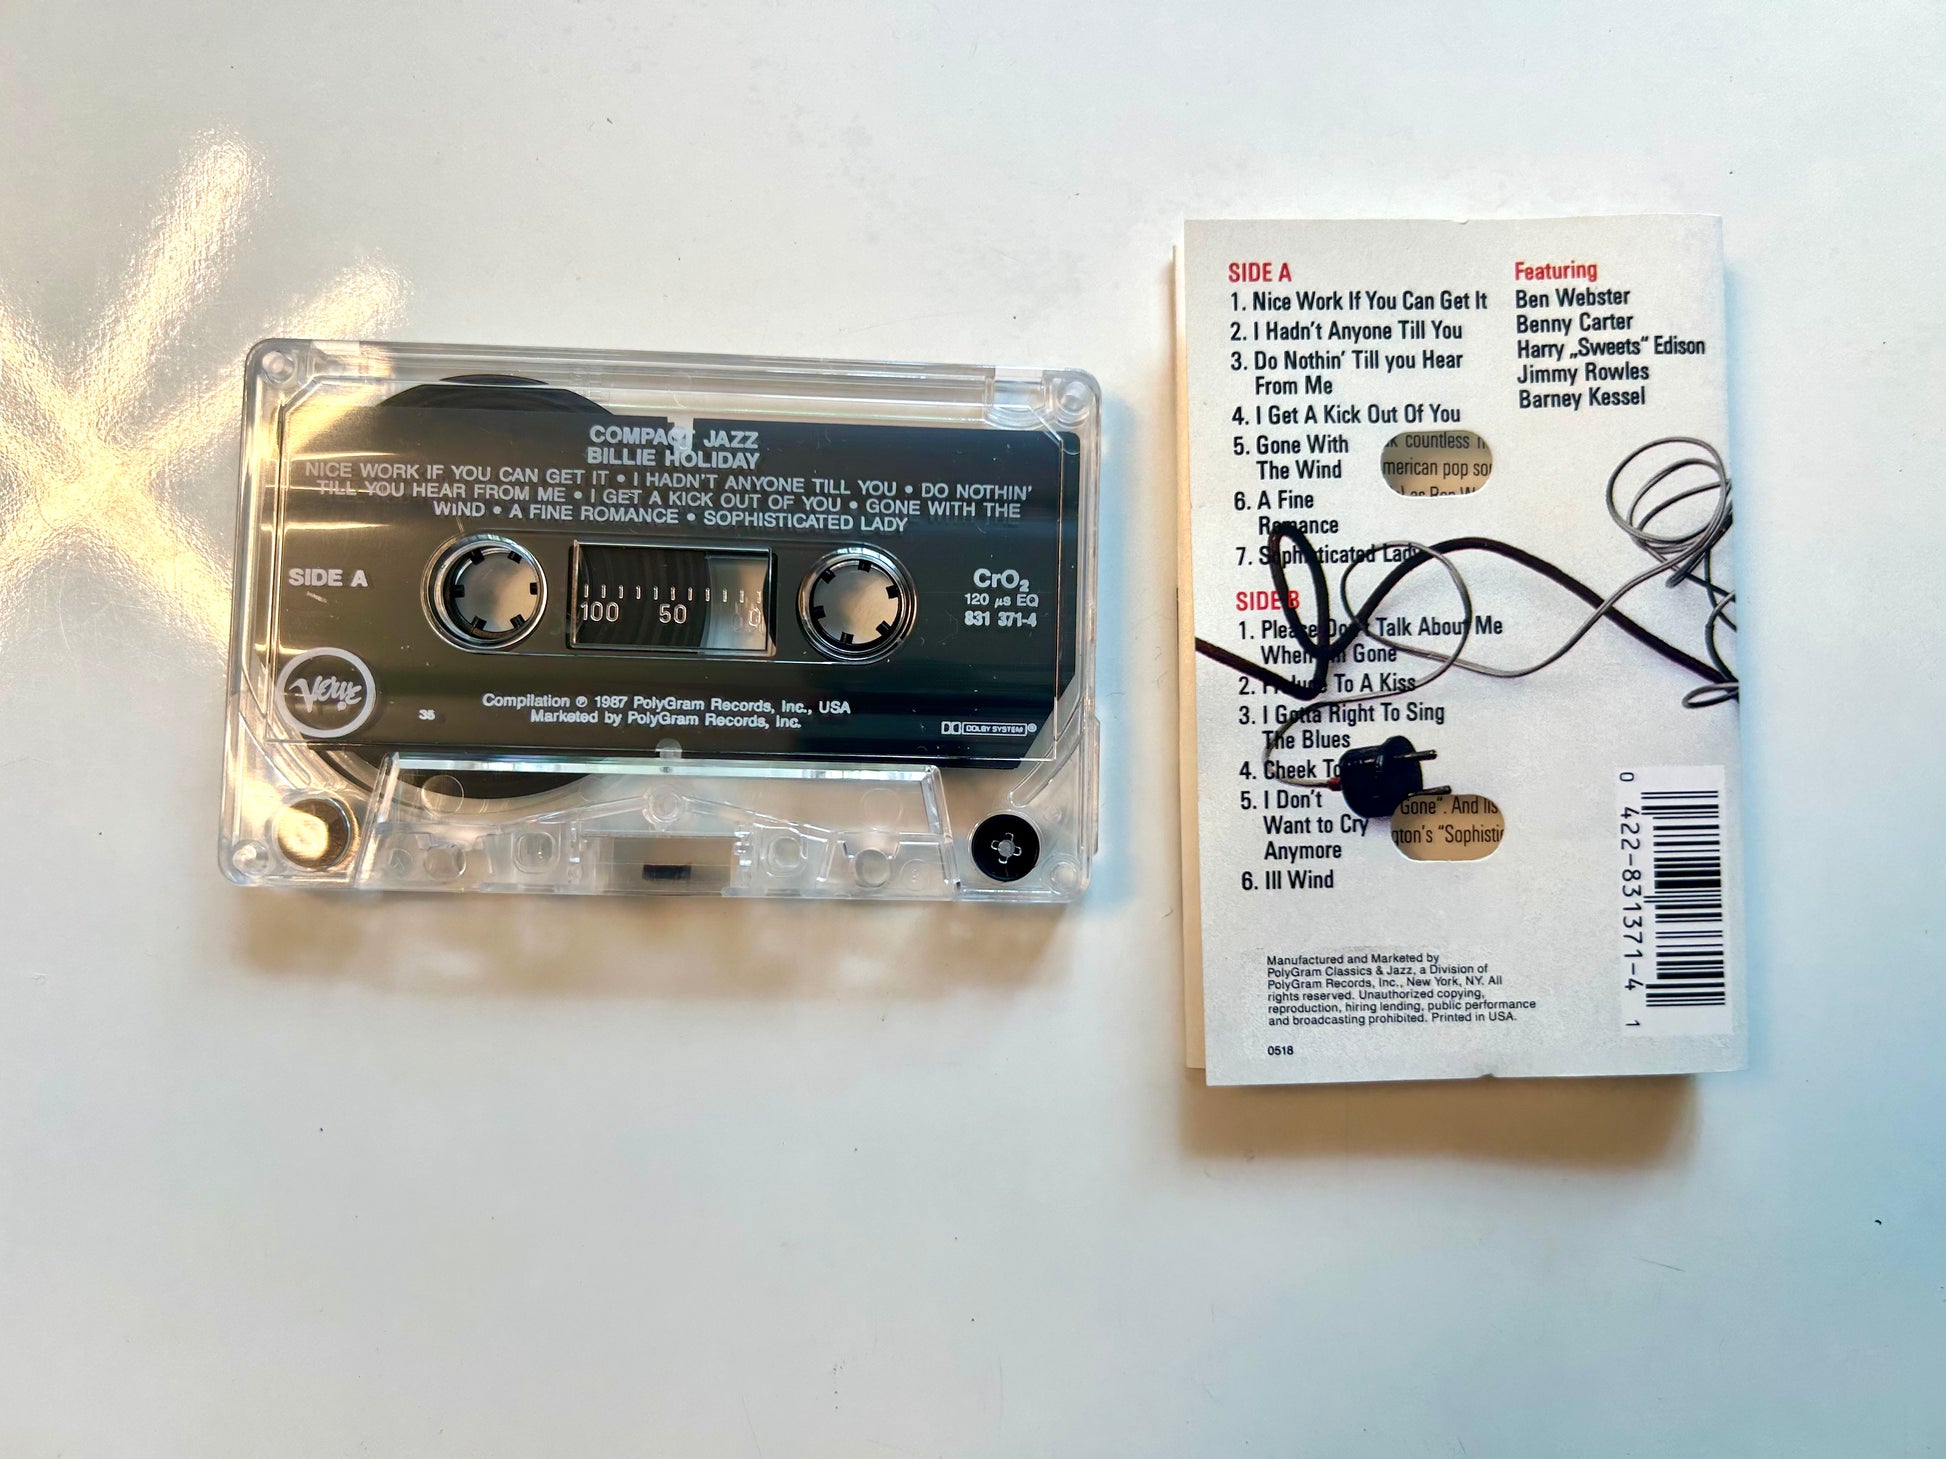 COMPACT JAZZ
BILLIE HOLIDAY
NICE WORK IF YOU CAN GET IT • I HADN'T ANYONE TILL YOU • DO NOTHIN'
TILL YOU HEAR FROM ME • I GET A KICK OUT OF YOU • GONE WITH THE
WIND • A FINE ROMANCE • SOPHISTICATED LADY
SIDE A
100 50 0
CrO₂
120 µs EQ
831 371-4
Verve
36
Compilation ℗ 1987 PolyGram Records, Inc., USA
Marketed by PolyGram Records, Inc.
DOLBY SYSTEM®
SIDE A
1. Nice Work If You Can Get It
2. I Hadn't Anyone Till You
3. Do Nothin' Till you Hear
From Me
4. I Get A Kick Out Of You
5. Gone With
The Wind
6. A Fine
Romance
7. Sophisticated Lady
SIDE B
1. Please Don't Talk About Me
When I'm Gone
2. Prelude To A Kiss
3. I Gotta Right To Sing
The Blues
4. Cheek To
5. I Don't
Want to Cry
Anymore
6. Ill Wind
Featuring
Ben Webster
Benny Carter
Harry „Sweets“ Edison
Jimmy Rowles
Barney Kessel
countless
merican pop
Gone". And
ton's "Sophisti
Manufactured and Marketed by
PolyGram Classics & Jazz, a Division of
PolyGram Records, Inc., New York, NY. All
rights reserved. Unauthorized copying,
reproduction, hiring lending, public performance
and broadcasting prohibited. Printed in USA.
0518
0 422-831371-4 1